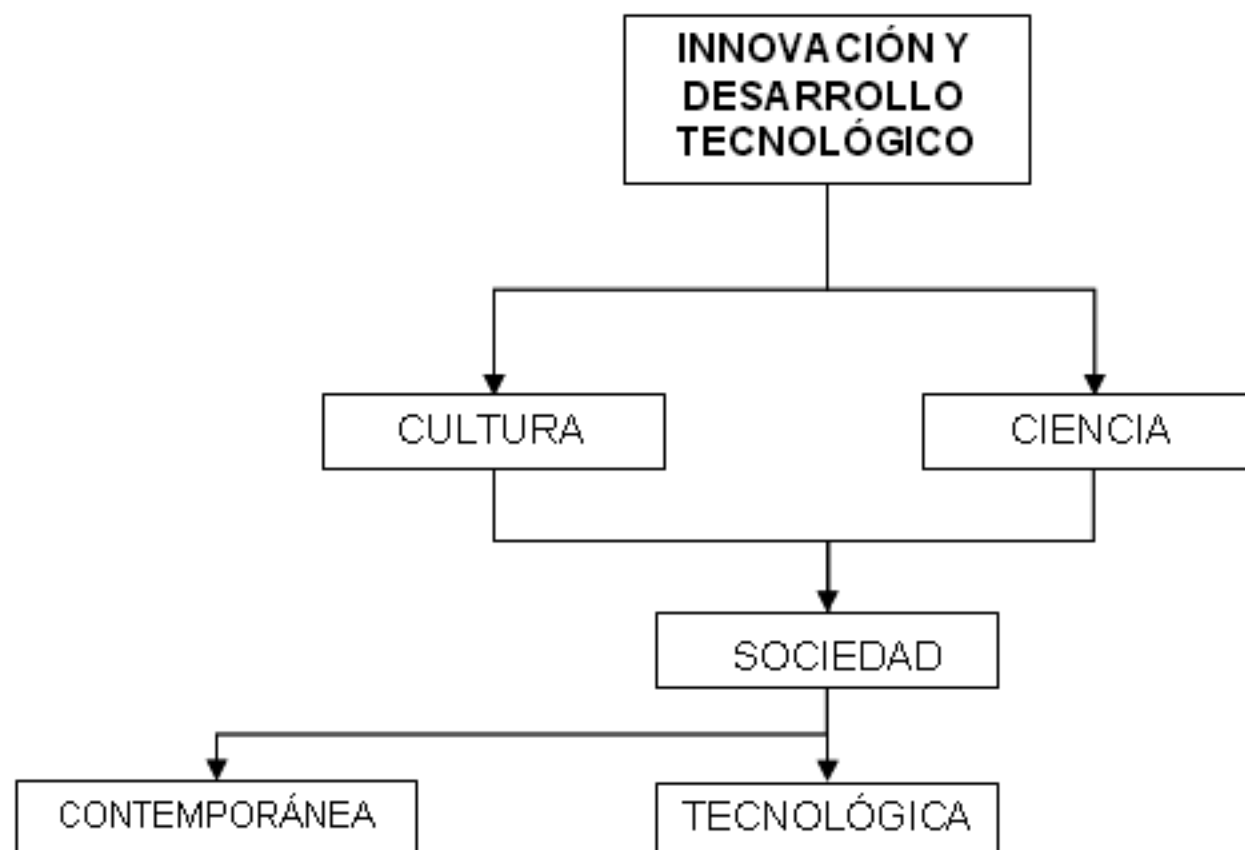 INNOVACIÓN Y
DESARROLLO
TECNOLÓGICO
CULTURA
CIENCIA
SOCIEDAD
CONTEMPORÁNEA
TECNOLÓGICA